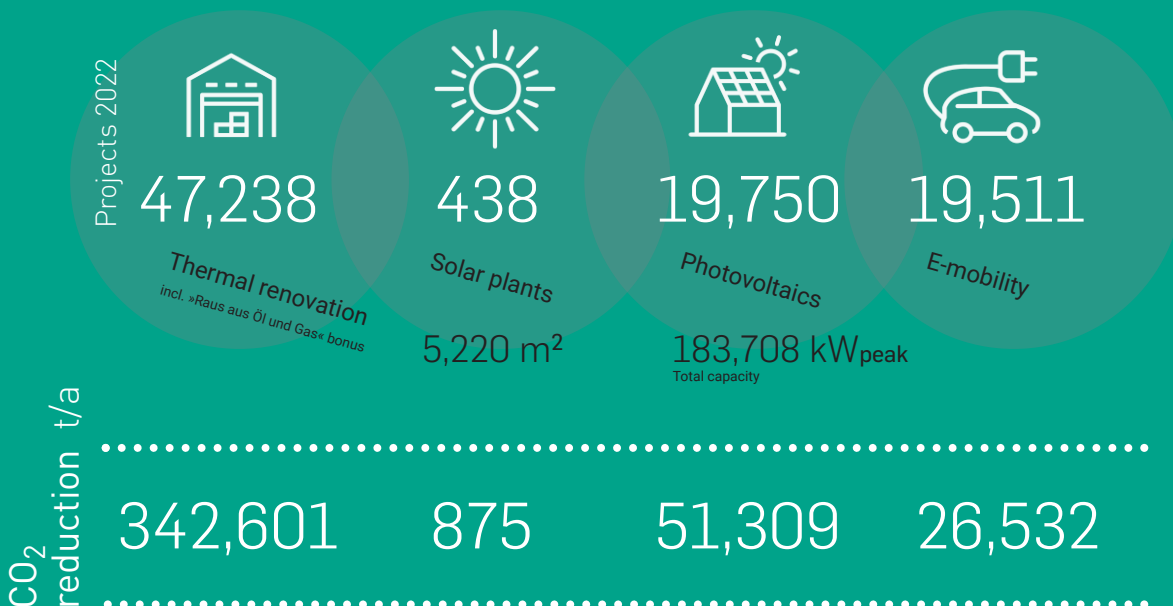 Projects 2022
47,238
438
19,750
19,511
Thermal renovation
incl. »Raus aus Öl und Gas« bonus
Solar plants
Photovoltaics
E-mobility
5,220 m²
183,708 kWpeak
Total capacity
CO₂
reduction t/a
342,601
875
51,309
26,532